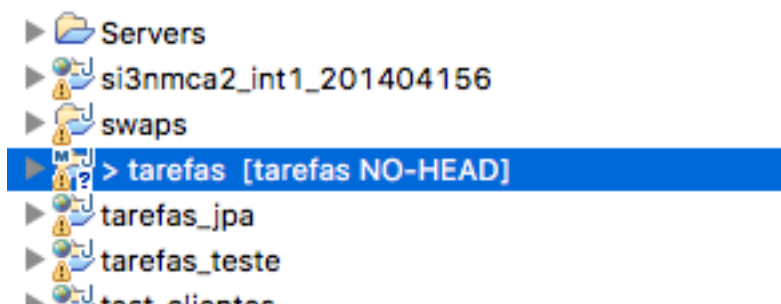 Servers
si3nmca2_int1_201404156
swaps
> tarefas [tarefas NO-HEAD]
tarefas_jpa
tarefas_teste